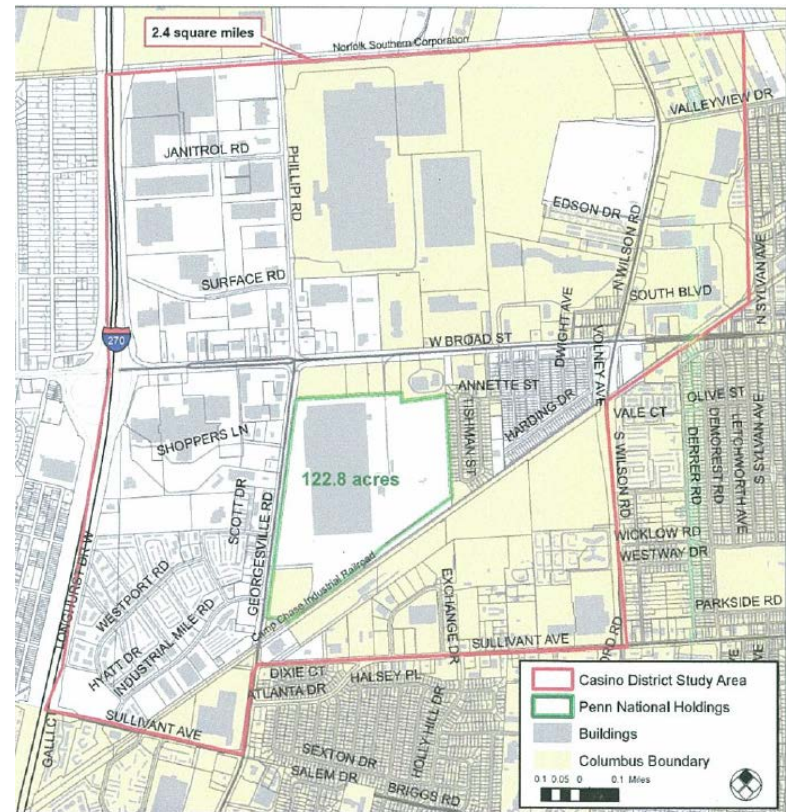 2.4 square miles
Norfolk Southern Corporation
VALLEYVIEW DR
JANITROL RD
PHILLIPI RD
EDSON DR
N WILSON RD
N SYLVAN AVE
SURFACE RD
SOUTH BLVD
DWIGHT AVE
VOLNEY AVE
270
W BROAD ST
ANNETTE ST
TISHMAN ST
HARDING DR
VALE CT
OLIVE ST
DERRER RD
DEMOREST RD
LETCHWORTH AVE
S SYLVAN AVE
SHOPPERS LN
SCOTT DR
GEORGESVILLE RD
122.8 acres
S WILSON RD
WICKLOW RD
WESTWAY DR
LONGHURST DR W
WESTPORT RD
Camp Chase Industrial Railroad
EXCHANGE DR
PARKSIDE RD
HYATT DR
INDUSTRIAL MILE RD
SULLIVANT AVE
DIXIE CT
HALSEY PL
ATLANTA DR
HOLLY HILL DR
GALLI CT
SULLIVANT AVE
SEXTON DR
SALEM DR
BRIGGS RD
Casino District Study Area
Penn National Holdings
Buildings
Columbus Boundary
0.1 0.05 0 0.1 Miles